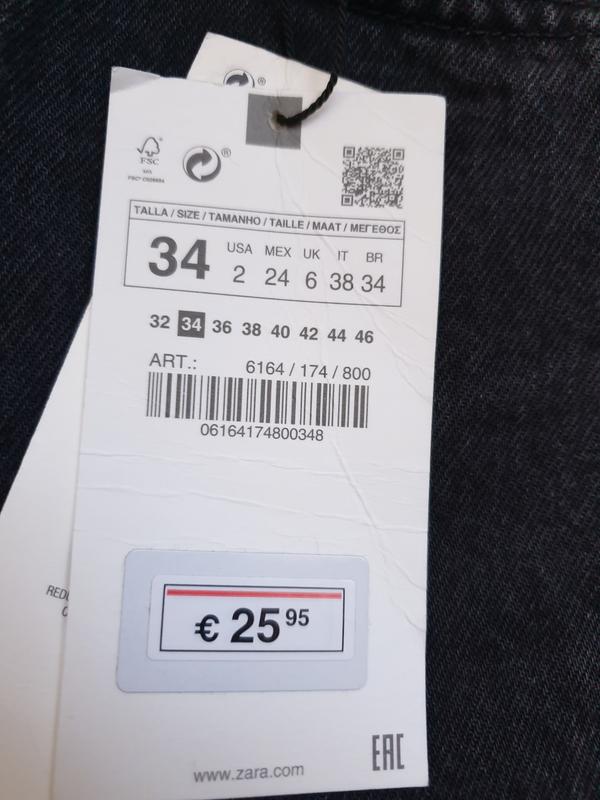 FSC
TALLA / SIZE / TAMANHO / TAILLE / MAAT / ΜΕΓΕΘΟΣ
34
USA MEX UK IT BR
2 24 6 38 34
32 34 36 38 40 42 44 46
ART.: 6164 / 174 / 800
06164174800348
€ 25 95
www.zara.com
EAC